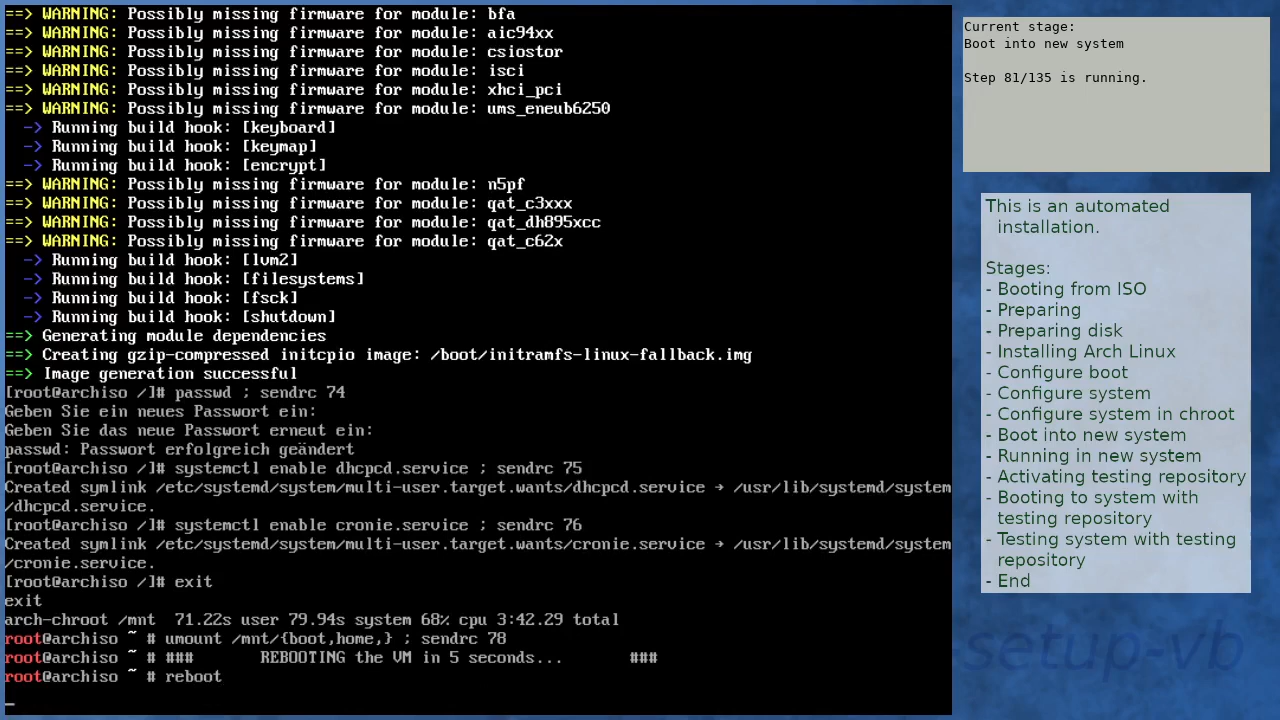 ==> WARNING: Possibly missing firmware for module: bfa
==> WARNING: Possibly missing firmware for module: aic94xx
==> WARNING: Possibly missing firmware for module: csiostor
==> WARNING: Possibly missing firmware for module: isci
==> WARNING: Possibly missing firmware for module: xhci_pci
==> WARNING: Possibly missing firmware for module: ums_eneub6250
-> Running build hook: [keyboard]
-> Running build hook: [keymap]
-> Running build hook: [encrypt]
==> WARNING: Possibly missing firmware for module: n5pf
==> WARNING: Possibly missing firmware for module: qat_c3xxx
==> WARNING: Possibly missing firmware for module: qat_dh895xcc
==> WARNING: Possibly missing firmware for module: qat_c62x
-> Running build hook: [lvm2]
-> Running build hook: [filesystems]
-> Running build hook: [fsck]
-> Running build hook: [shutdown]
==> Generating module dependencies
==> Creating gzip-compressed initcpio image: /boot/initramfs-linux-fallback.img
==> Image generation successful
[root@archiso /]# passwd ; sendrc 74
Geben Sie ein neues Passwort ein:
Geben Sie das neue Passwort erneut ein:
passwd: Passwort erfolgreich geändert
[root@archiso /]# systemctl enable dhcpcd.service ; sendrc 75
Created symlink /etc/systemd/system/multi-user.target.wants/dhcpcd.service → /usr/lib/systemd/system
/dhcpcd.service.
[root@archiso /]# systemctl enable cronie.service ; sendrc 76
Created symlink /etc/systemd/system/multi-user.target.wants/cronie.service → /usr/lib/systemd/system
/cronie.service.
[root@archiso /]# exit
exit
arch-chroot /mnt  71.22s user 79.94s system 68% cpu 3:42.29 total
root@archiso ~ # umount /mnt/{boot,home,} ; sendrc 78
root@archiso ~ # ###       REBOOTING the VM in 5 seconds...       ###
root@archiso ~ # reboot
Current stage:
Boot into new system
Step 81/135 is running.
This is an automated
installation.
Stages:
- Booting from ISO
- Preparing
- Preparing disk
- Installing Arch Linux
- Configure boot
- Configure system
- Configure system in chroot
- Boot into new system
- Running in new system
- Activating testing repository
- Booting to system with
testing repository
- Testing system with testing
repository
- End
setup-vb